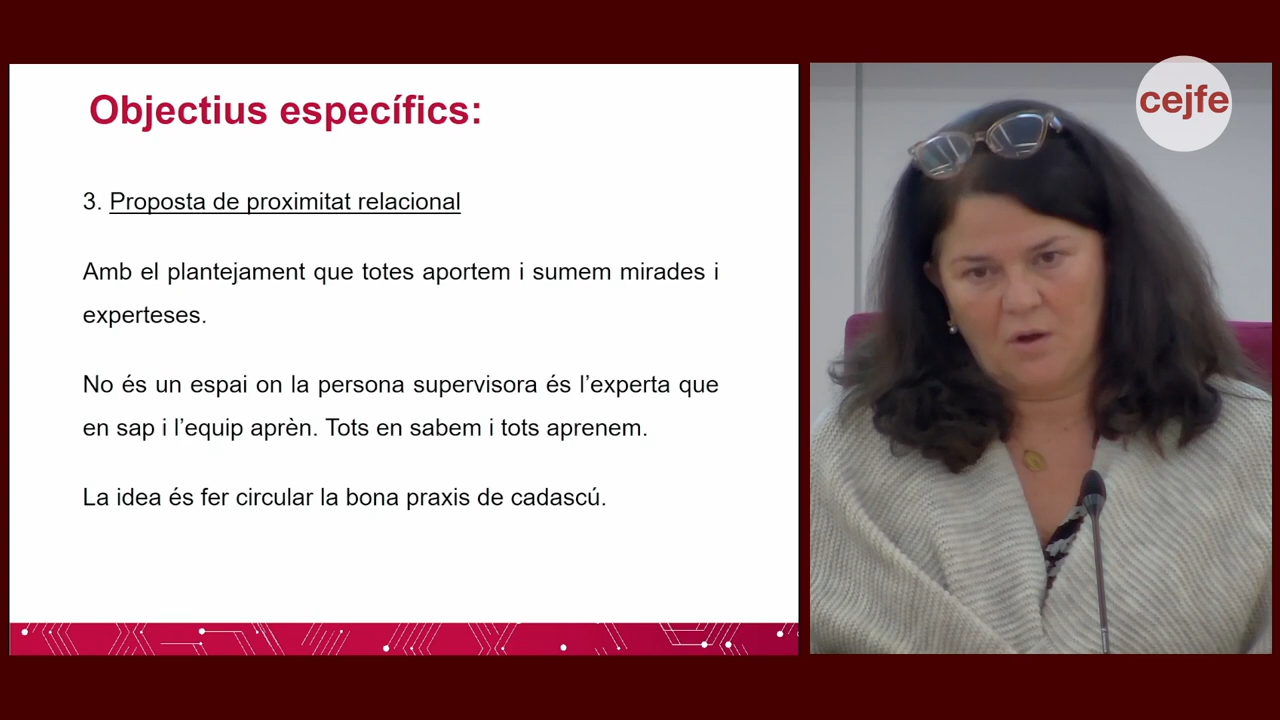 Objectius específics:
3. Proposta de proximitat relacional
Amb el plantejament que totes aportem i sumem mirades i
experteses.
No és un espai on la persona supervisora és l’experta que
en sap i l’equip aprèn. Tots en sabem i tots aprenem.
La idea és fer circular la bona praxis de cadascú.
cejfe